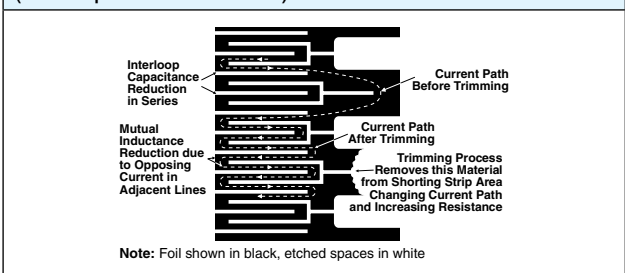 Interloop
Capacitance
Reduction
in Series
Current Path
Before Trimming
Mutual
Inductance
Reduction due
to Opposing
Current in
Adjacent Lines
Current Path
After Trimming
Trimming Process
Removes this Material
from Shorting Strip Area
Changing Current Path
and Increasing Resistance
Note: Foil shown in black, etched spaces in white